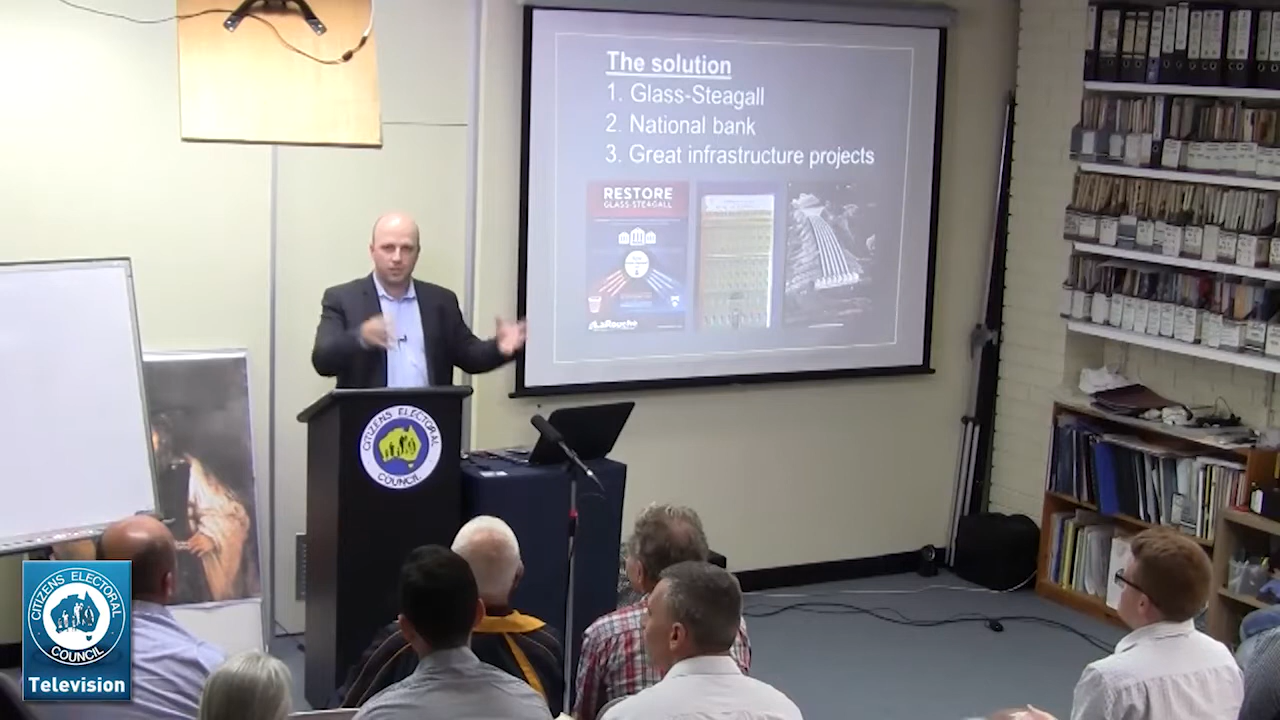 The solution
1. Glass-Steagall
2. National bank
3. Great infrastructure projects
RESTORE
GLASS-STEAGALL
LaRouche
CITIZENS ELECTORAL
COUNCIL
CITIZENS ELECTORAL
COUNCIL
Television